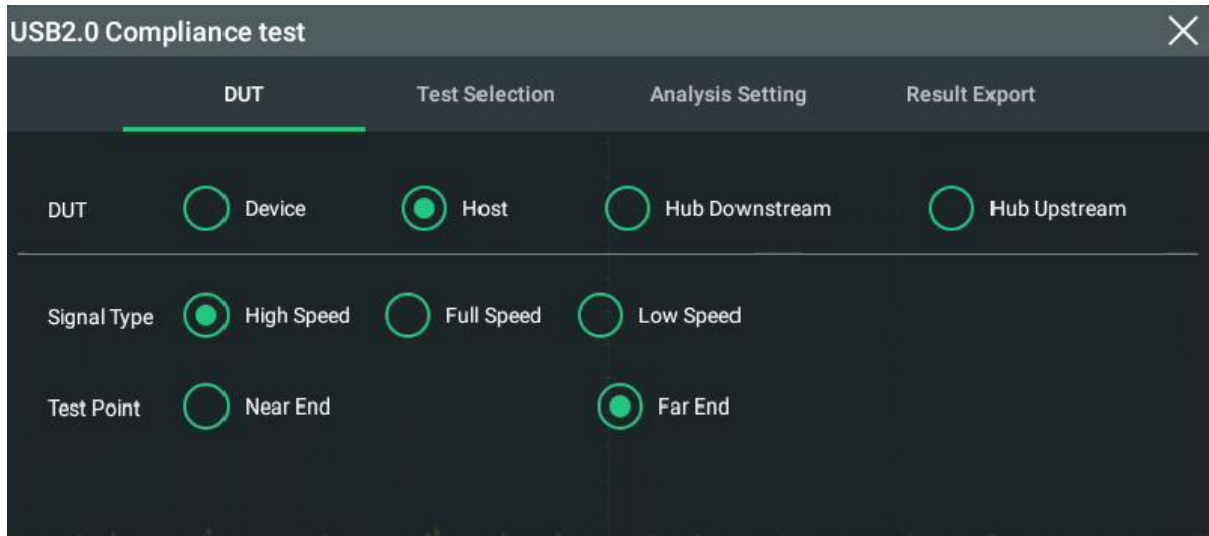 USB2.0 Compliance test
DUT Test Selection Analysis Setting Result Export
DUT Device Host Hub Downstream Hub Upstream
Signal Type High Speed Full Speed Low Speed
Test Point Near End Far End